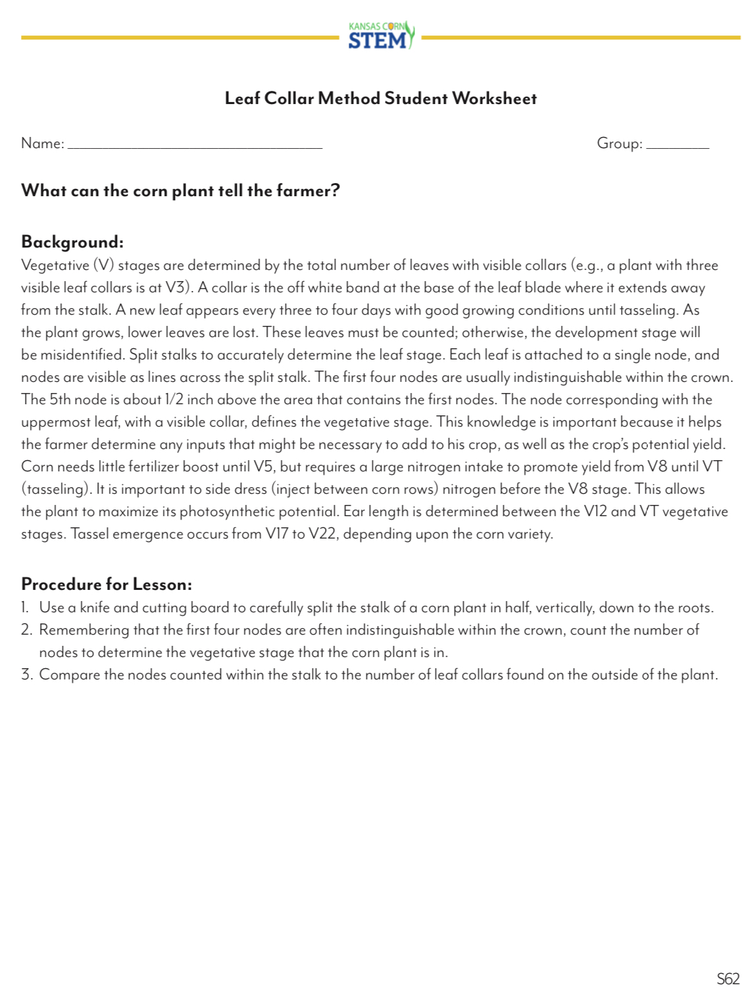 KANSAS CORN
STEM
Leaf Collar Method Student Worksheet
Name: ________________________________ Group: ________
What can the corn plant tell the farmer?
Background:
Vegetative (V) stages are determined by the total number of leaves with visible collars (e.g., a plant with three
visible leaf collars is at V3). A collar is the off white band at the base of the leaf blade where it extends away
from the stalk. A new leaf appears every three to four days with good growing conditions until tasseling. As
the plant grows, lower leaves are lost. These leaves must be counted; otherwise, the development stage will
be misidentified. Split stalks to accurately determine the leaf stage. Each leaf is attached to a single node, and
nodes are visible as lines across the split stalk. The first four nodes are usually indistinguishable within the crown.
The 5th node is about 1/2 inch above the area that contains the first nodes. The node corresponding with the
uppermost leaf, with a visible collar, defines the vegetative stage. This knowledge is important because it helps
the farmer determine any inputs that might be necessary to add to his crop, as well as the crop's potential yield.
Corn needs little fertilizer boost until V5, but requires a large nitrogen intake to promote yield from V8 until VT
(tasseling). It is important to side dress (inject between corn rows) nitrogen before the V8 stage. This allows
the plant to maximize its photosynthetic potential. Ear length is determined between the V12 and VT vegetative
stages. Tassel emergence occurs from V17 to V22, depending upon the corn variety.
Procedure for Lesson:
1. Use a knife and cutting board to carefully split the stalk of a corn plant in half, vertically, down to the roots.
2. Remembering that the first four nodes are often indistinguishable within the crown, count the number of
nodes to determine the vegetative stage that the corn plant is in.
3. Compare the nodes counted within the stalk to the number of leaf collars found on the outside of the plant.
S62